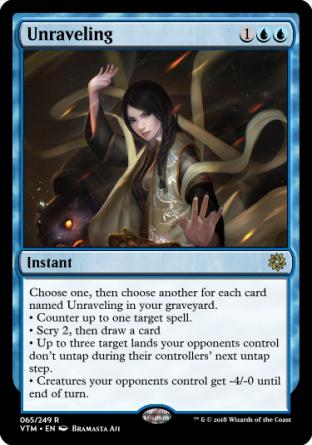 Unraveling 1
Instant
Choose one, then choose another for each card
named Unraveling in your graveyard.
• Counter up to one target spell.
• Scry 2, then draw a card
• Up to three target lands your opponents control
don't untap during their controllers' next untap
step.
• Creatures your opponents control get -4/-0 until
end of turn.
065/249 R
VTM • EN BRAMASTA AJI
™ & © 2018 Wizards of the Coast